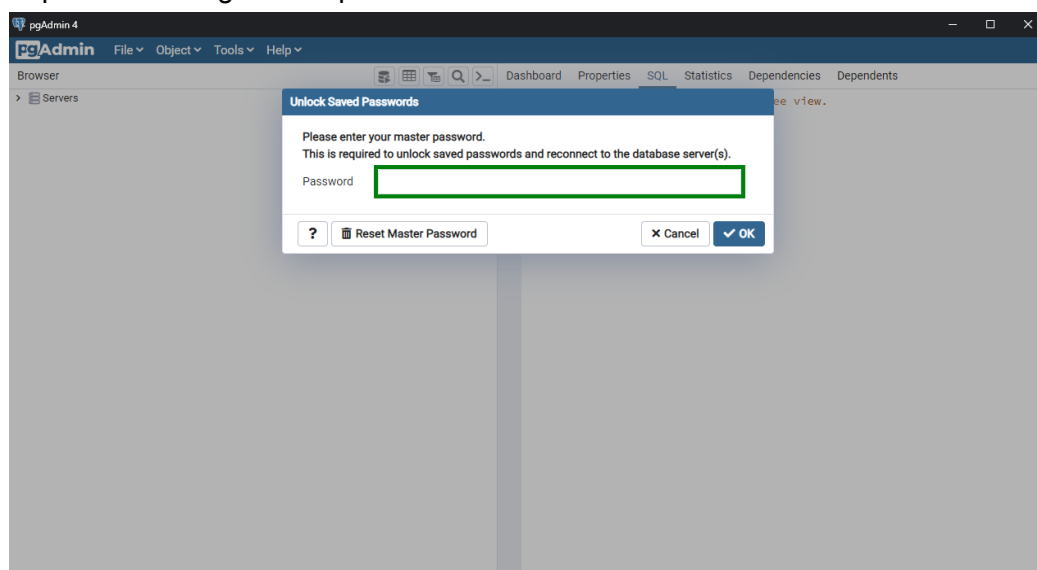 pgAdmin 4
pgAdmin File Object Tools Help
Browser Dashboard Properties SQL Statistics Dependencies Dependents
Servers
Unlock Saved Passwords
ee view.
Please enter your master password.
This is required to unlock saved passwords and reconnect to the database server(s).
Password
? Reset Master Password Cancel OK